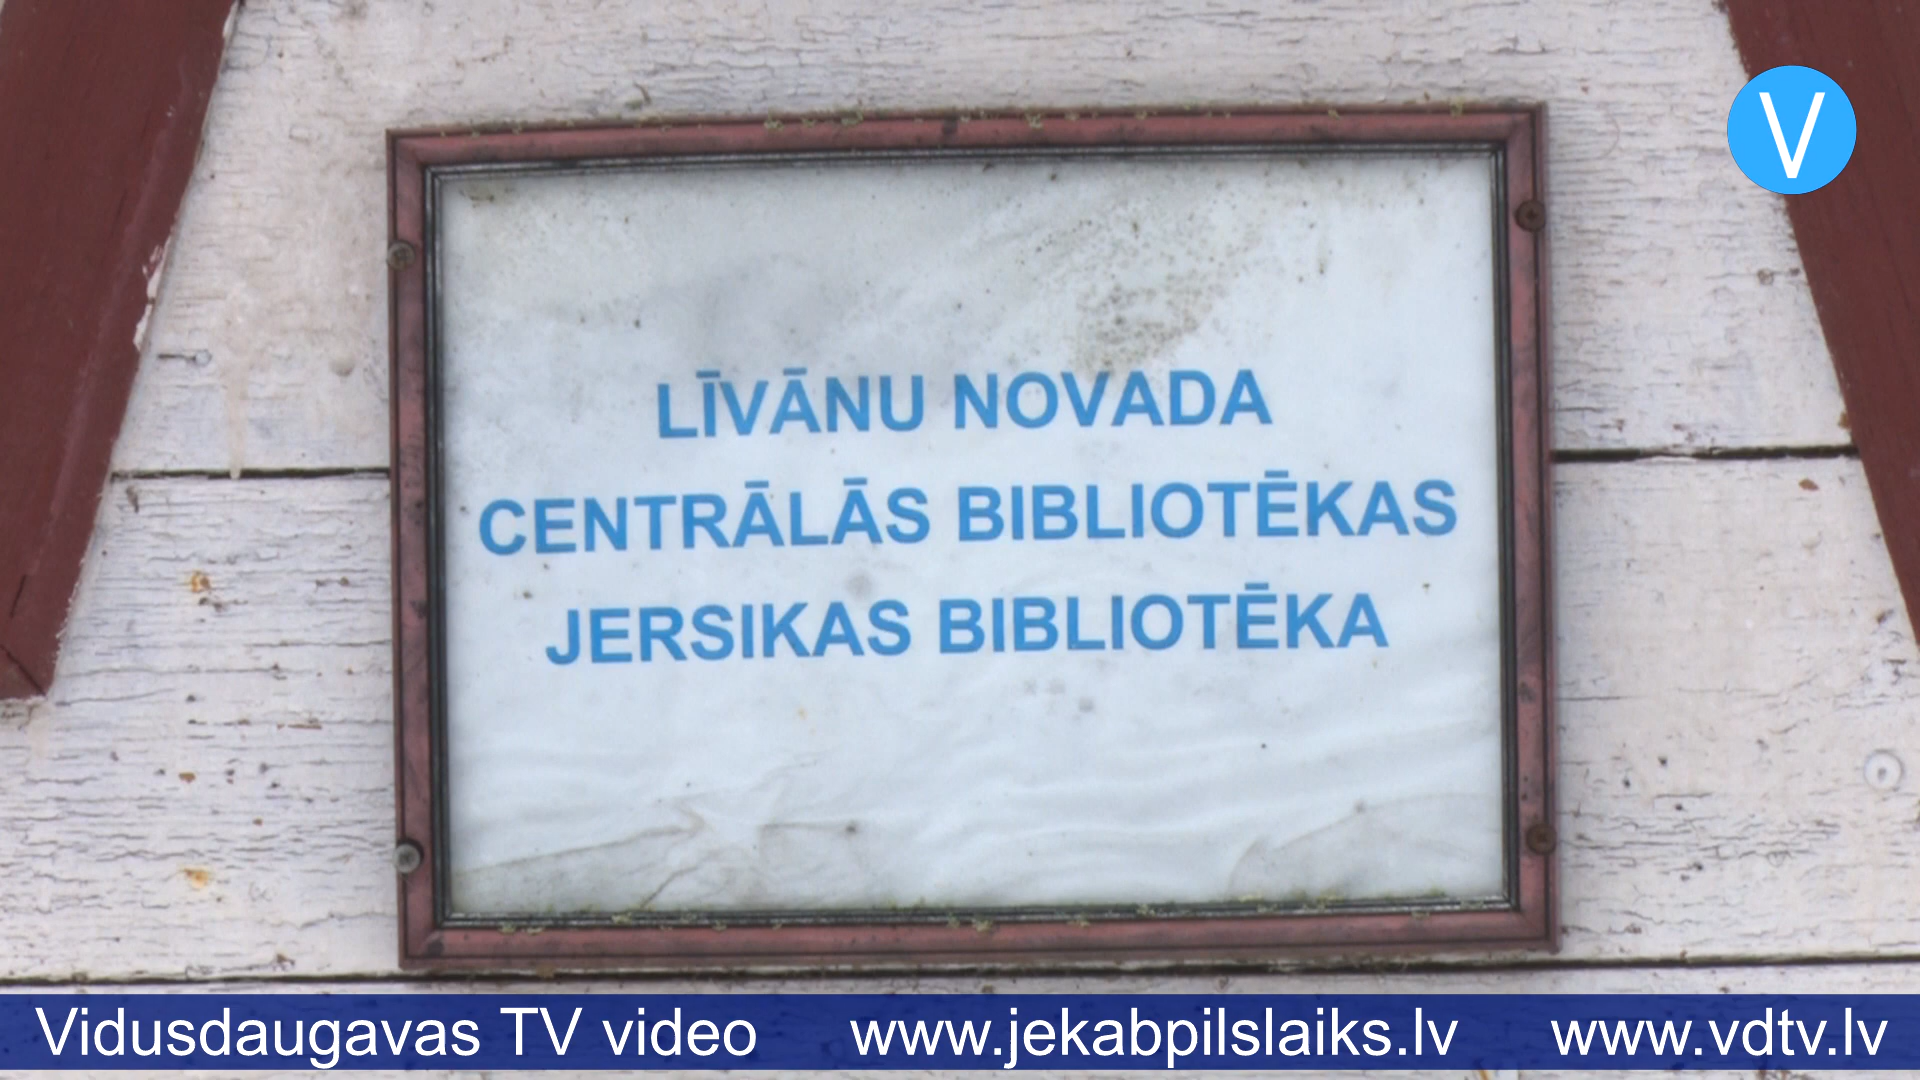 V
LĪVĀNU NOVADA
CENTRĀLĀS BIBLIOTĒKAS
JERSIKAS BIBLIOTĒKA
Vidusdaugavas TV video www.jekabpilslaiks.lv www.vdtv.lv